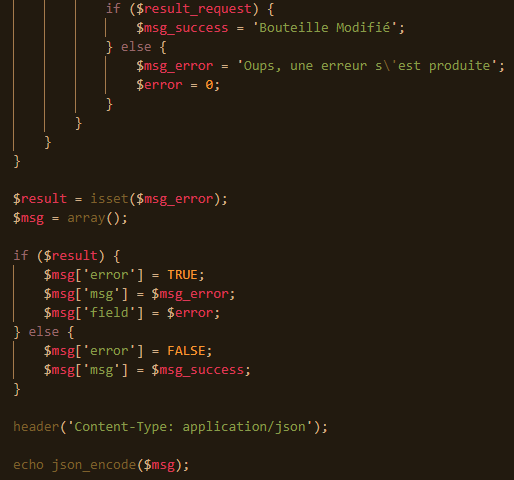 if ($result_request) {
$msg_success = 'Bouteille Modifié';
} else {
$msg_error = 'Oups, une erreur s\'est produite';
$error = 0;
}
}
}
}
$result = isset($msg_error);
$msg = array();
if ($result) {
$msg['error'] = TRUE;
$msg['msg'] = $msg_error;
$msg['field'] = $error;
} else {
$msg['error'] = FALSE;
$msg['msg'] = $msg_success;
}
header('Content-Type: application/json');
echo json_encode($msg);